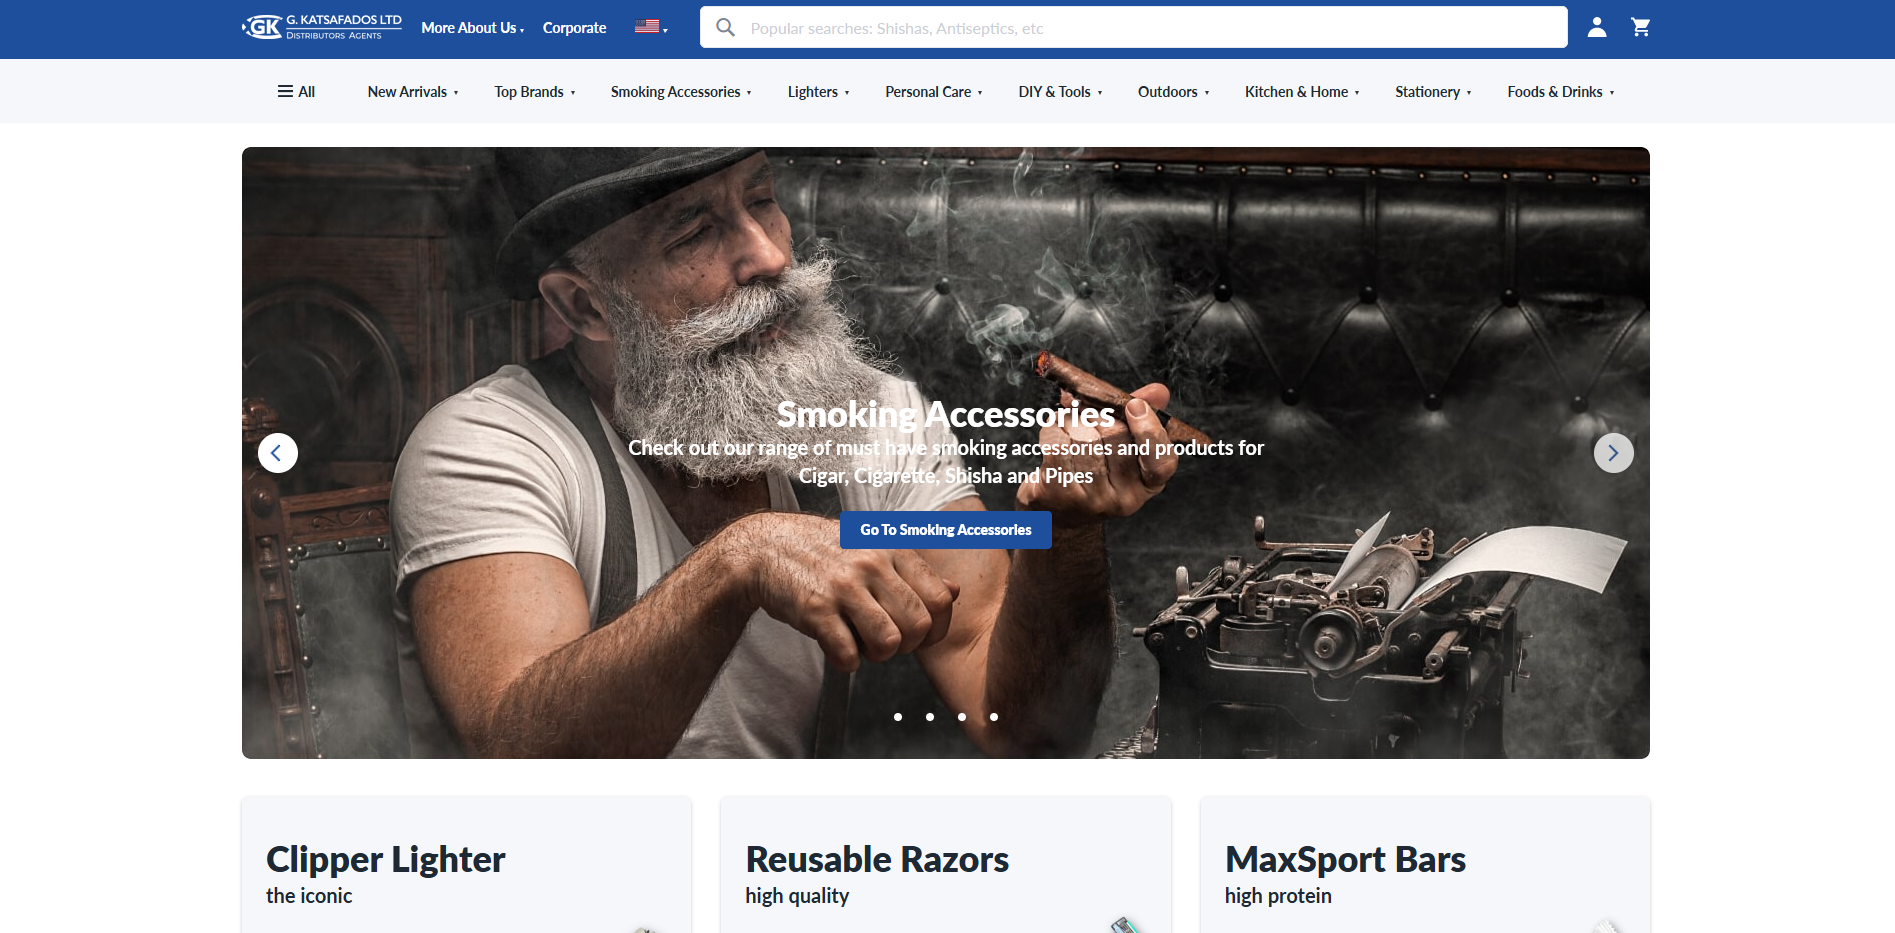 GK G. KATSAFADOS LTD
DISTRIBUTORS AGENTS
More About Us
Corporate
Popular searches: Shishas, Antiseptics, etc
All
New Arrivals
Top Brands
Smoking Accessories
Lighters
Personal Care
DIY & Tools
Outdoors
Kitchen & Home
Stationery
Foods & Drinks
Smoking Accessories
Check out our range of must have smoking accessories and products for
Cigar, Cigarette, Shisha and Pipes
Go To Smoking Accessories
Clipper Lighter
the iconic
Reusable Razors
high quality
MaxSport Bars
high protein